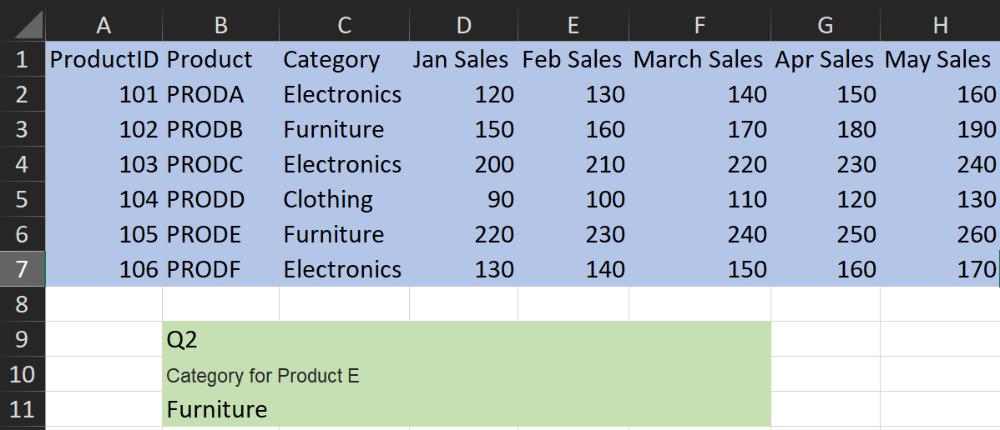 A B C D E F G H
1 ProductID Product Category Jan Sales Feb Sales March Sales Apr Sales May Sales
2 101 PRODA Electronics 120 130 140 150 160
3 102 PRODB Furniture 150 160 170 180 190
4 103 PRODC Electronics 200 210 220 230 240
5 104 PRODD Clothing 90 100 110 120 130
6 105 PRODE Furniture 220 230 240 250 260
7 106 PRODF Electronics 130 140 150 160 170
8
9 Q2
10 Category for Product E
11 Furniture